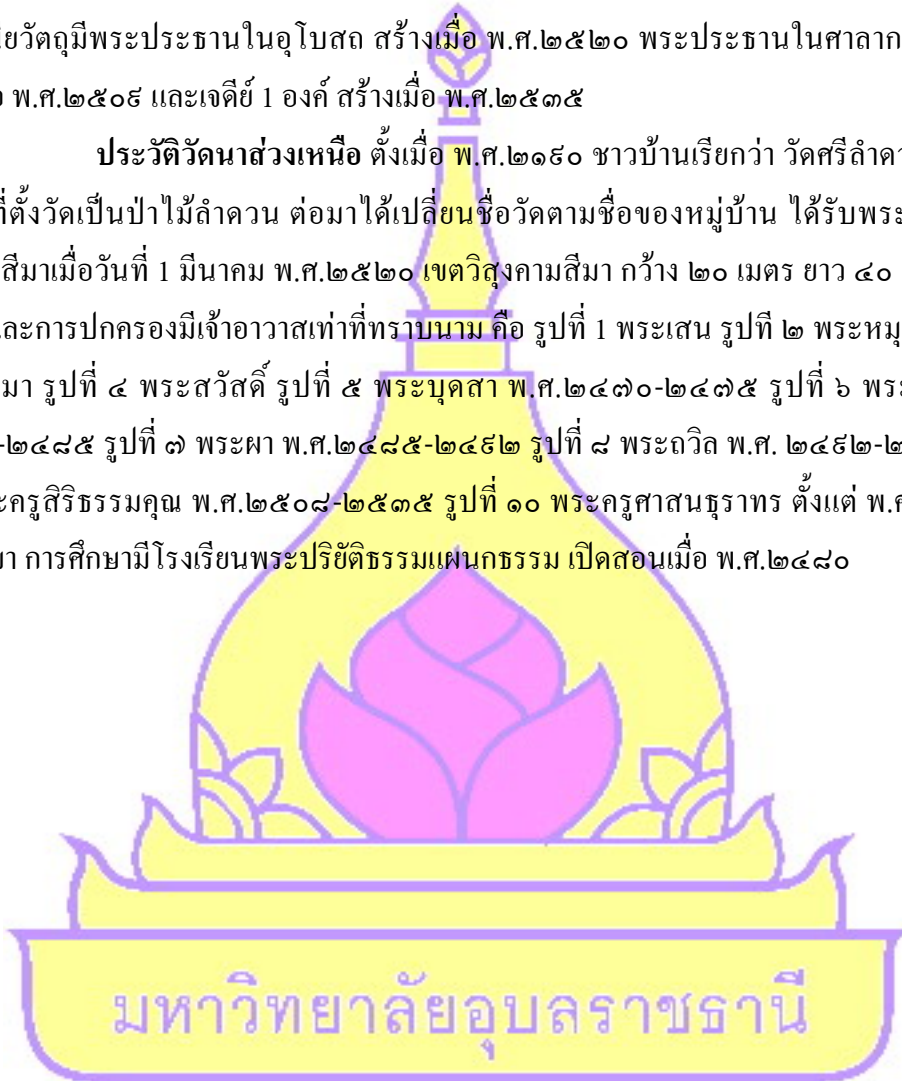 ยวัตถุมีพระประธานในอุโบสถ สร้างเมื่อ พ.ศ.๒๕๒๐ พระประธานในศาลาก
พ.ศ.๒๕๐๙ และเจดีย์ 1 องค์ สร้างเมื่อ พ.ศ.๒๕๓๕
ประวัติวัดนาส่วงเหนือ ตั้งเมื่อ พ.ศ.๒๑๙๐ ชาวบ้านเรียกว่า วัดศรีลำดว
ที่ตั้งวัดเป็นป่าไม้ลำดวน ต่อมาได้เปลี่ยนชื่อวัดตามชื่อของหมู่บ้าน ได้รับพระ
สีมาเมื่อวันที่ 1 มีนาคม พ.ศ.๒๕๒๐ เขตวิสุงคามสีมา กว้าง ๒๐ เมตร ยาว ๔๐
และการปกครองมีเจ้าอาวาสเท่าที่ทราบนาม คือ รูปที่ 1 พระเสน รูปที ๒ พระหมุ
มา รูปที่ ๔ พระสวัสดิ์ รูปที่ ๕ พระบุดสา พ.ศ.๒๔๗๐-๒๔๗๕ รูปที่ ๖ พระ
-๒๔๘๕ รูปที่ ๗ พระผา พ.ศ.๒๔๘๕-๒๔๙๒ รูปที่ ๘ พระถวิล พ.ศ. ๒๔๙๒-๒
ะครูสิริธรรมคุณ พ.ศ.๒๕๐๘-๒๕๓๕ รูปที่ ๑๐ พระครูศาสนธุราทร ตั้งแต่ พ.ศ
มา การศึกษามีโรงเรียนพระปริยัติธรรมแผนกธรรม เปิดสอนเมื่อ พ.ศ.๒๔๘๐
มหาวิทยาลัยอุบลราชธานี